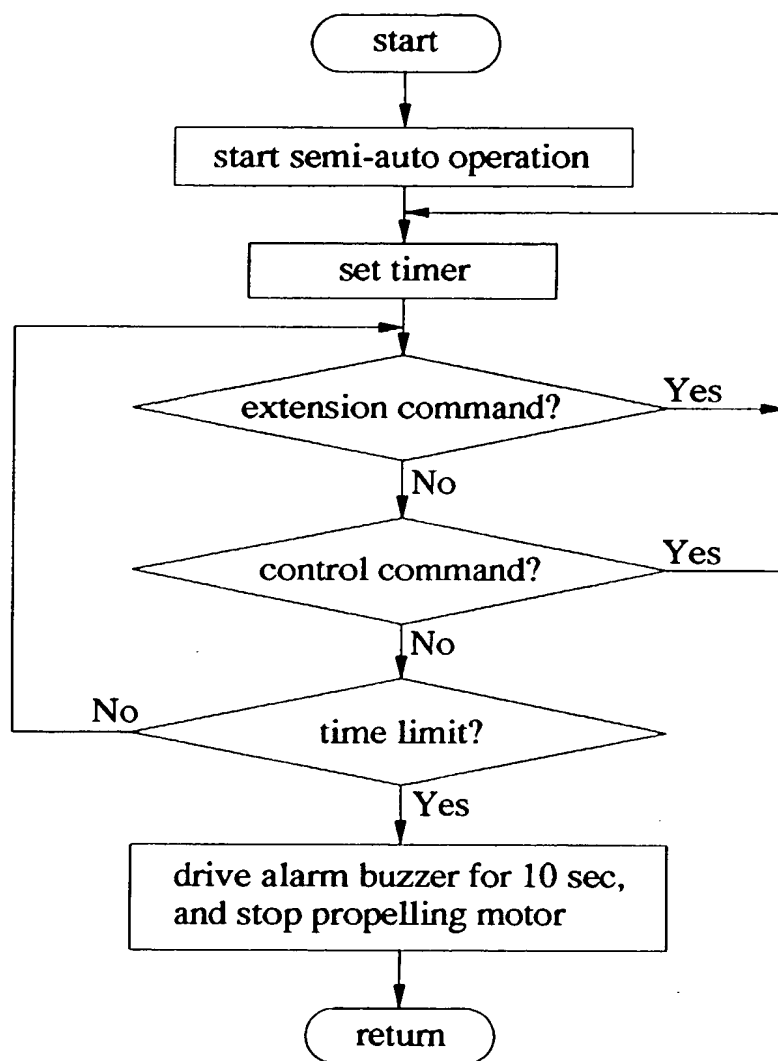 start
start semi-auto operation
set timer
extension command?
Yes
No
control command?
Yes
No
time limit?
No
Yes
drive alarm buzzer for 10 sec,
and stop propelling motor
return